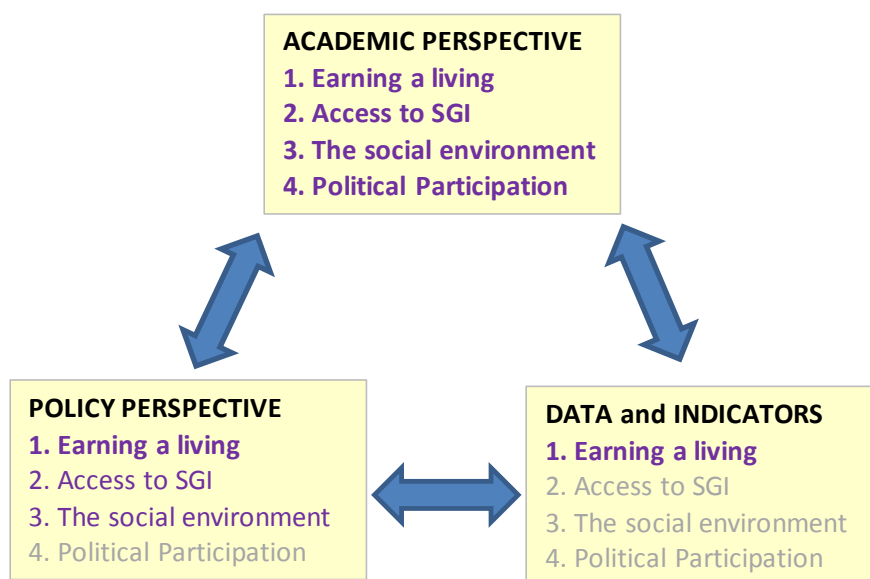 ACADEMIC PERSPECTIVE
1. Earning a living
2. Access to SGI
3. The social environment
4. Political Participation
POLICY PERSPECTIVE
1. Earning a living
2. Access to SGI
3. The social environment
4. Political Participation
DATA and INDICATORS
1. Earning a living
2. Access to SGI
3. The social environment
4. Political Participation